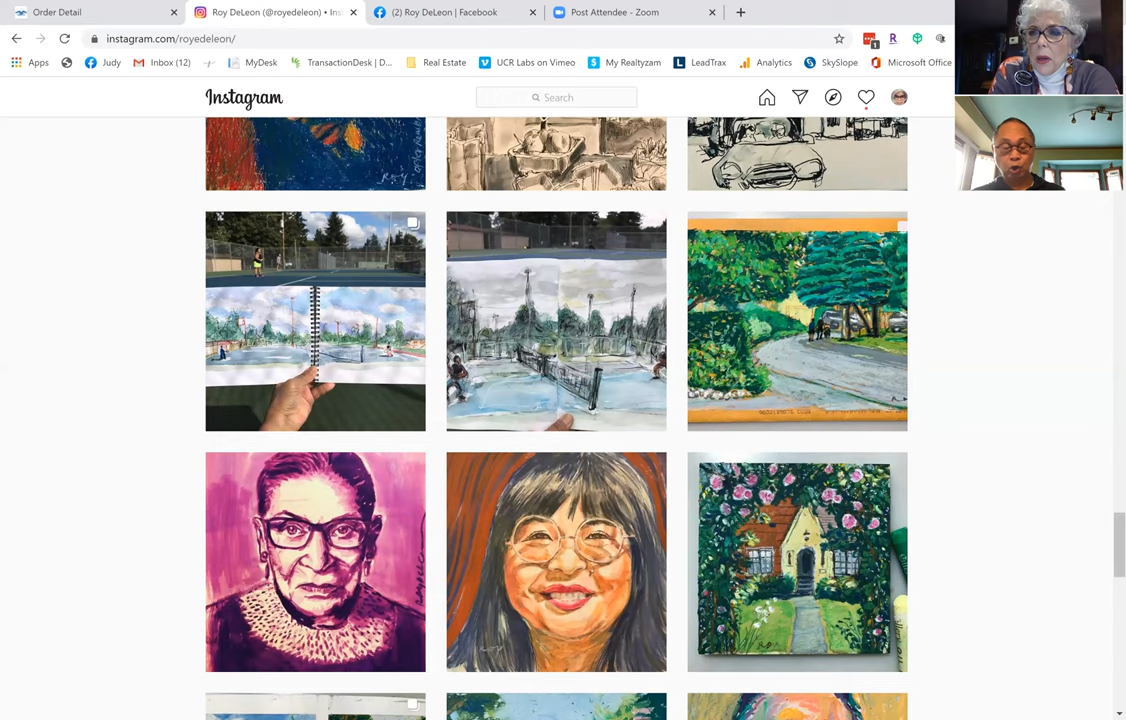 Order Detail
Roy DeLeon (@royedeleon) • Ins
(2) Roy DeLeon | Facebook
Post Attendee - Zoom
instagram.com/royedeleon/
Apps
Judy
Inbox (12)
MyDesk
TransactionDesk | D...
Real Estate
UCR Labs on Vimeo
My Realtyzam
LeadTrax
Analytics
SkySlope
Microsoft Office
1
Instagram
Search